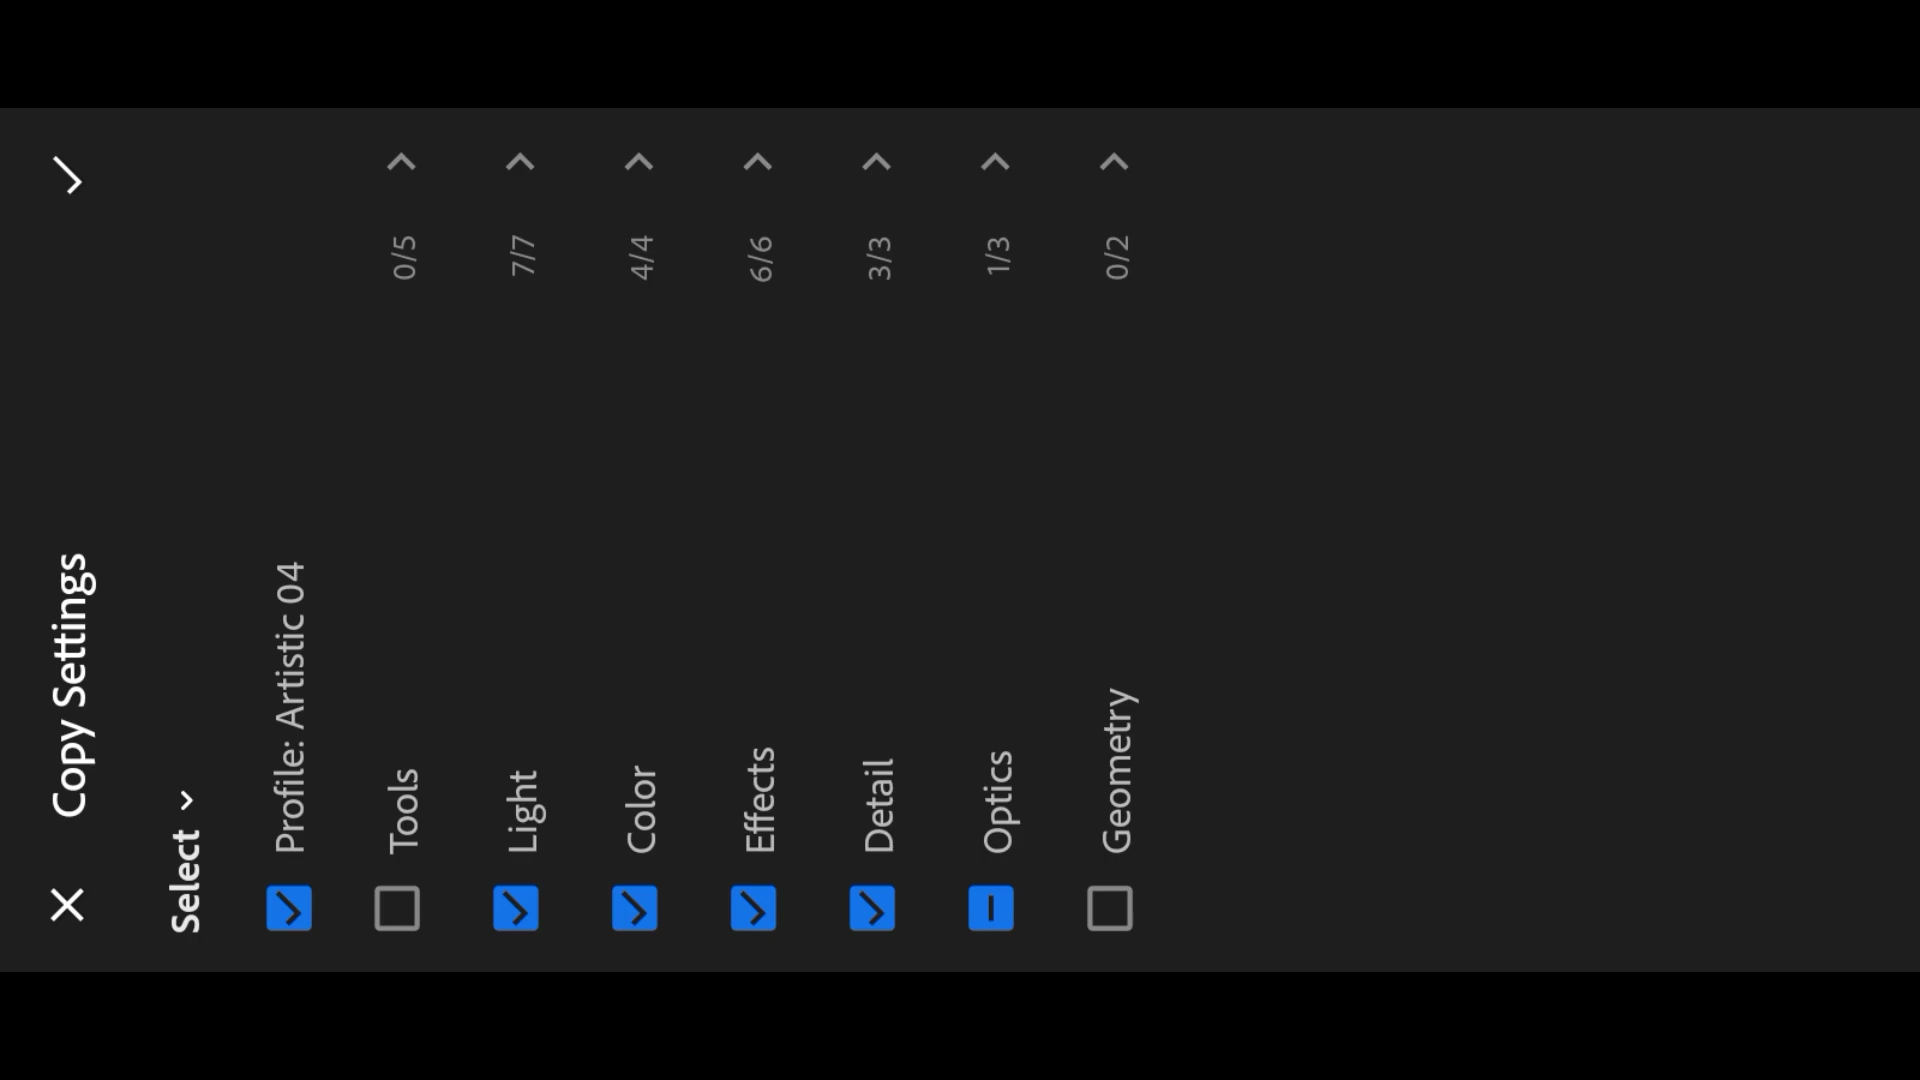 Copy Settings
Select
Profile: Artistic 04
Tools 0/5
Light 7/7
Color 4/4
Effects 6/6
Detail 3/3
Optics 1/3
Geometry 0/2